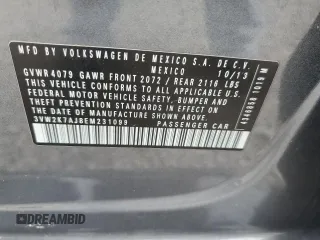 MFD BY VOLKSWAGEN DE MEXICO S.A. DE C.V.
MEXICO 10/13
GVWR 4079 GAWR FRONT 2072 / REAR 2116 LBS
THIS VEHICLE CONFORMS TO ALL APPLICABLE
FEDERAL MOTOR VEHICLE SAFETY, BUMPER AND
THEFT PREVENTION STANDARDS IN EFFECT ON
THE DATE OF MANUFACTURE SHOWN ABOVE.
3VW2K7AJ8EM231099
PASSENGER CAR
1019 M
DREAMBID